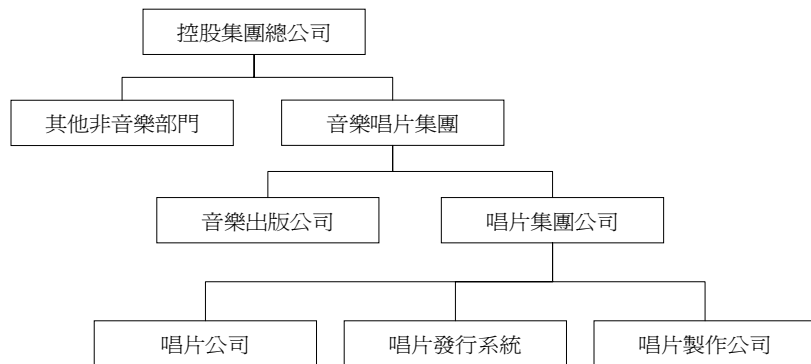 控股集團總公司
其他非音樂部門
音樂唱片集團
音樂出版公司
唱片集團公司
唱片公司
唱片發行系統
唱片製作公司